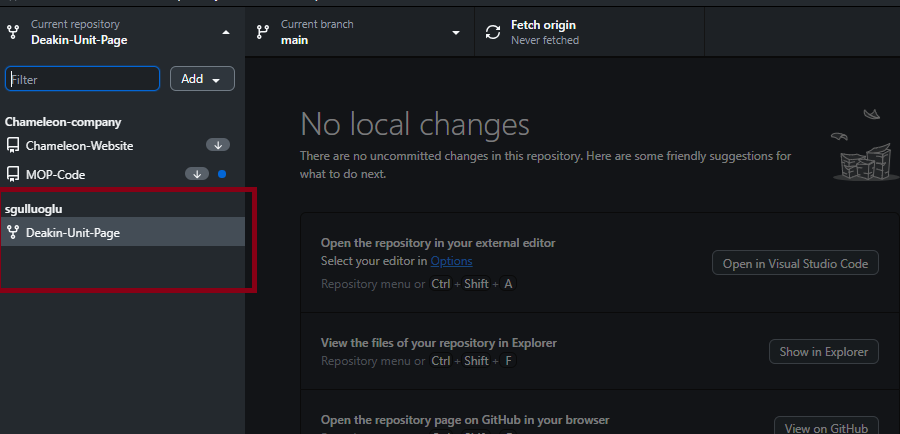 Current repository
Deakin-Unit-Page
Current branch
main
Fetch origin
Never fetched
Filter
Add
Chameleon-company
Chameleon-Website
MOP-Code
sgulluoglu
Deakin-Unit-Page
No local changes
There are no uncommitted changes in this repository. Here are some friendly suggestions for
what to do next.
Open the repository in your external editor
Select your editor in Options
Repository menu or Ctrl + Shift + A
Open in Visual Studio Code
View the files of your repository in Explorer
Repository menu or Ctrl + Shift + F
Show in Explorer
Open the repository page on GitHub in your browser
View on GitHub